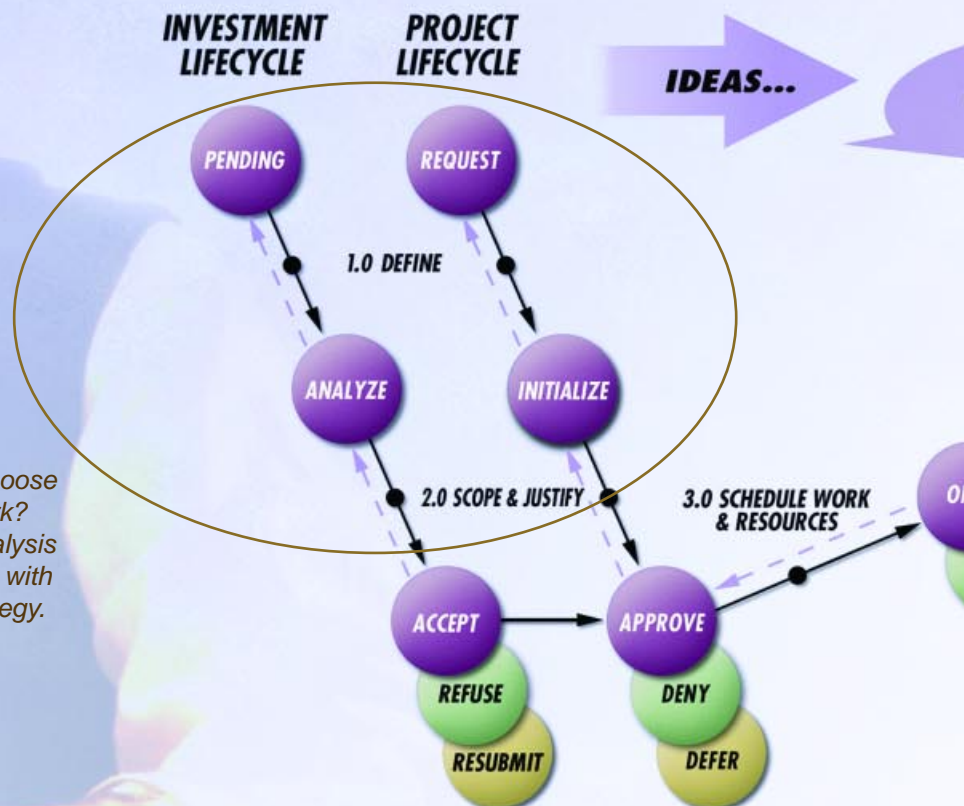 INVESTMENT
LIFECYCLE
PROJECT
LIFECYCLE
IDEAS...
PENDING
REQUEST
1.0 DEFINE
ANALYZE
INITIALIZE
2.0 SCOPE & JUSTIFY
3.0 SCHEDULE WORK
& RESOURCES
with
ACCEPT
APPROVE
REFUSE
DENY
RESUBMIT
DEFER